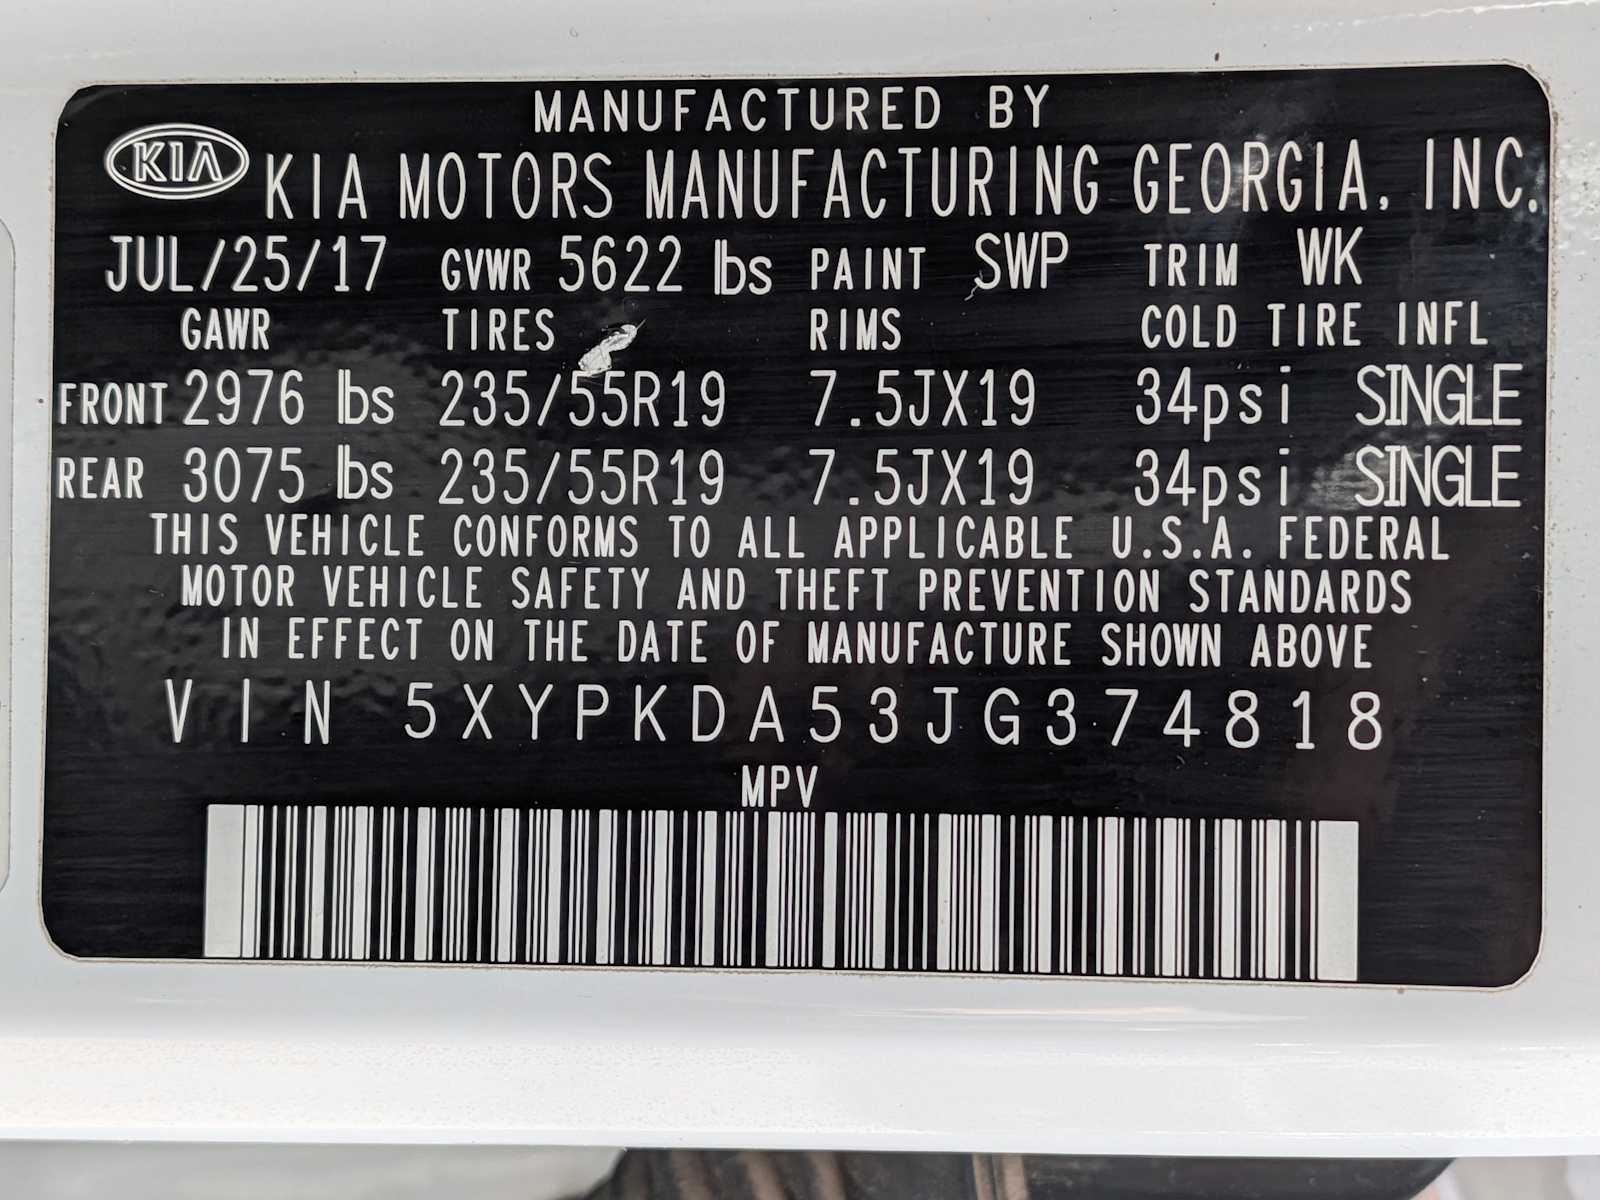 MANUFACTURED BY
KIA KIA MOTORS MANUFACTURING GEORGIA, INC.
JUL/25/17 GVWR 5622 lbs PAINT SWP TRIM WK
GAWR TIRES RIMS COLD TIRE INFL
FRONT 2976 lbs 235/55R19 7.5JX19 34psi SINGLE
REAR 3075 lbs 235/55R19 7.5JX19 34psi SINGLE
THIS VEHICLE CONFORMS TO ALL APPLICABLE U.S.A. FEDERAL
MOTOR VEHICLE SAFETY AND THEFT PREVENTION STANDARDS
IN EFFECT ON THE DATE OF MANUFACTURE SHOWN ABOVE
VIN 5XYPKDA53JG374818
MPV